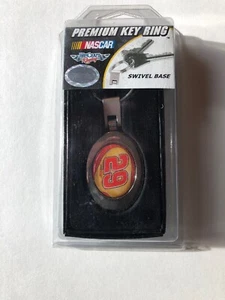 PREMIUM KEY RING
NASCAR
SWIVEL BASE
29